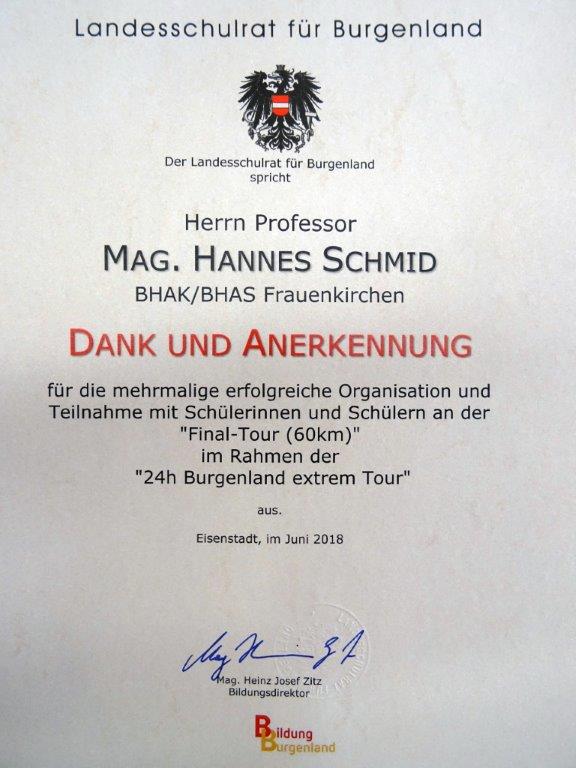 Landesschulrat für Burgenland
Der Landesschulrat für Burgenland
spricht
Herrn Professor
MAG. HANNES SCHMID
BHAK/BHAS Frauenkirchen
DANK UND ANERKENNUNG
für die mehrmalige erfolgreiche Organisation und
Teilnahme mit Schülerinnen und Schülern an der
"Final-Tour (60km)"
im Rahmen der
"24h Burgenland extrem Tour"
aus.
Eisenstadt, im Juni 2018
Mag. Heinz Josef Zitz
Bildungsdirektor
Bildung
Burgenland